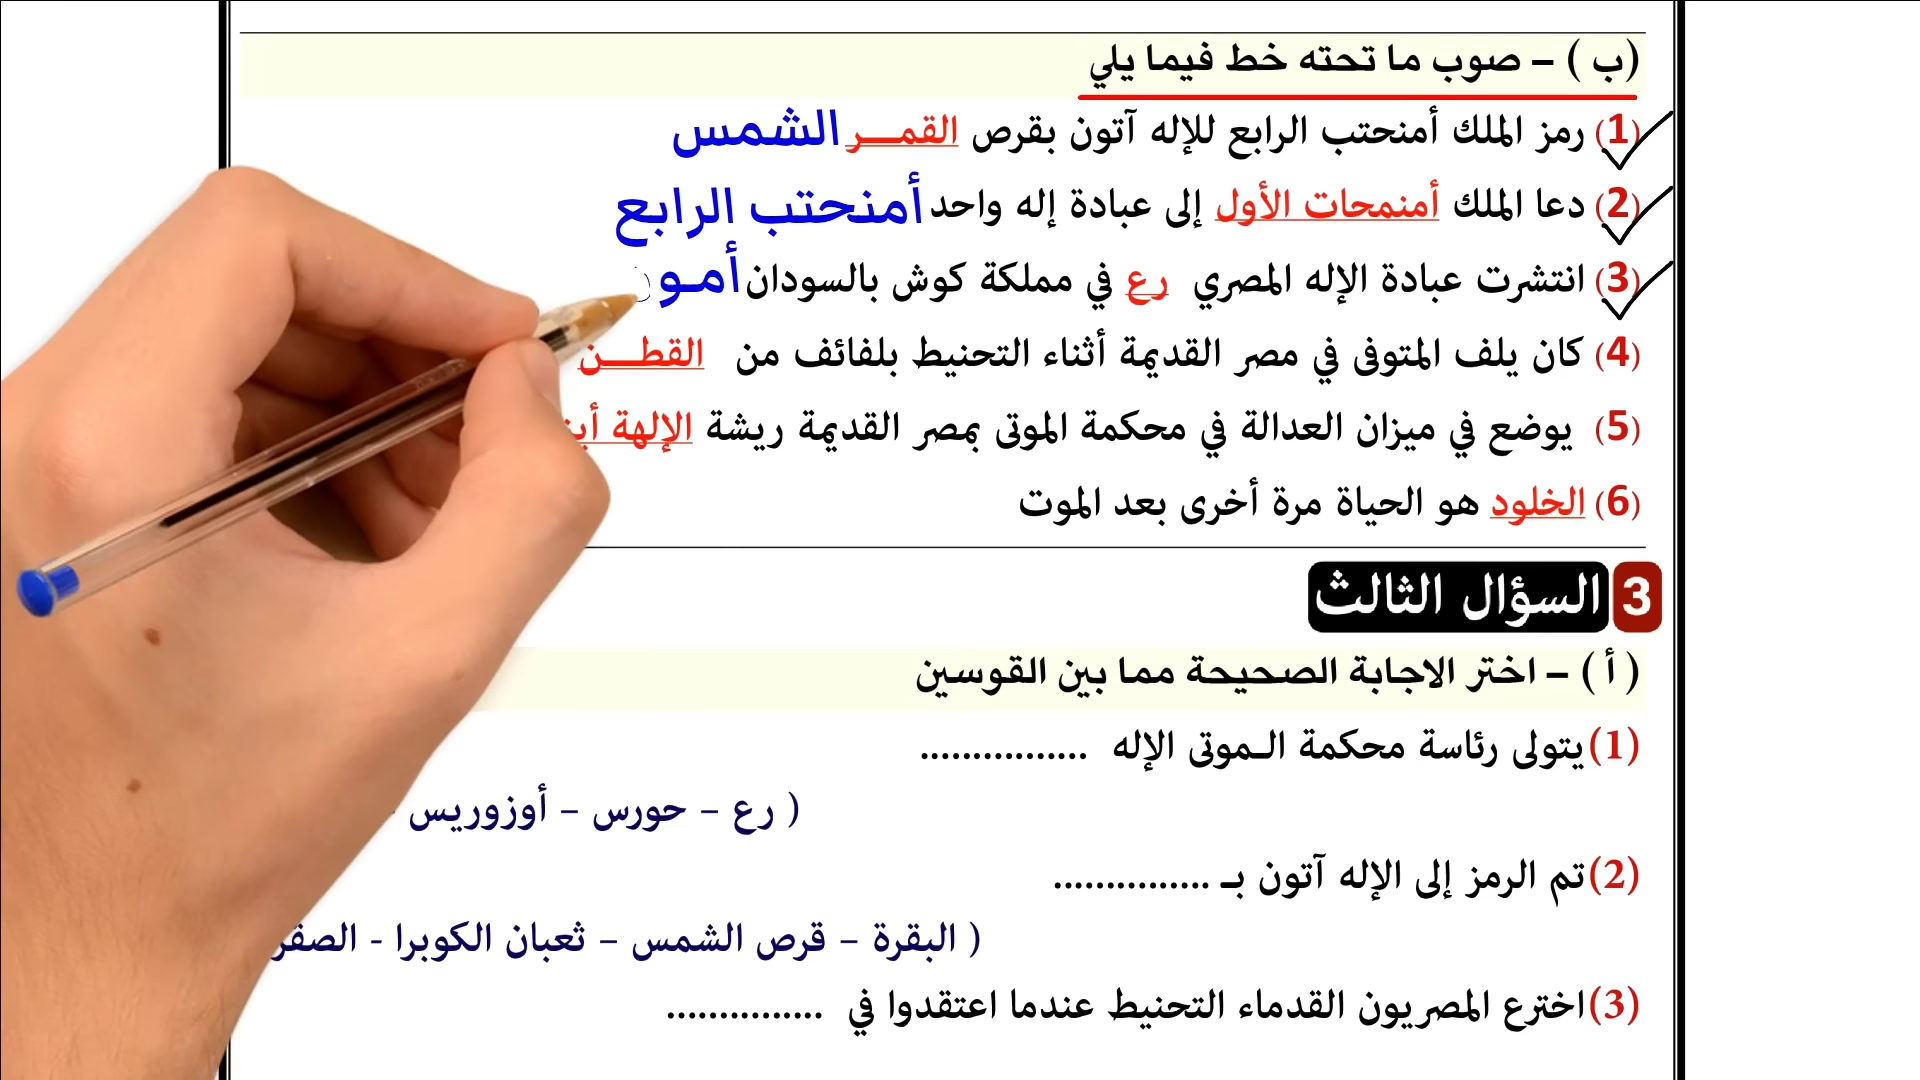 (ب ) – صوب ما تحته خط فيما يلي
(1) رمز الملك أمنحتب الرابع للإله آتون بقرص القمـــر الشمس
(2) دعا الملك أمنمحات الأول إلى عبادة إله واحد أمنحتب الرابع
(3) انتشرت عبادة الإله المصري رع في مملكة كوش بالسودان
(4) كان يلف المتوفى في مصر القديمة أثناء التحنيط بلفائف من القطـــن
(5) يوضع في ميزان العدالة في محكمة الموتى بمصر القديمة ريشة الإلهة
(6) الخلود هو الحياة مرة أخرى بعد الموت
3 السؤال الثالث
( أ ) – اختر الاجابة الصحيحة مما بين القوسين
(1) يتولى رئاسة محكمة الـموتى الإله ................
( رع – حورس – أوزوريس
(2) تم الرمز إلى الإله آتون بـ ...............
( البقرة – قرص الشمس – ثعبان الكوبرا - الصقر
(3) اخترع المصريون القدماء التحنيط عندما اعتقدوا في ...............